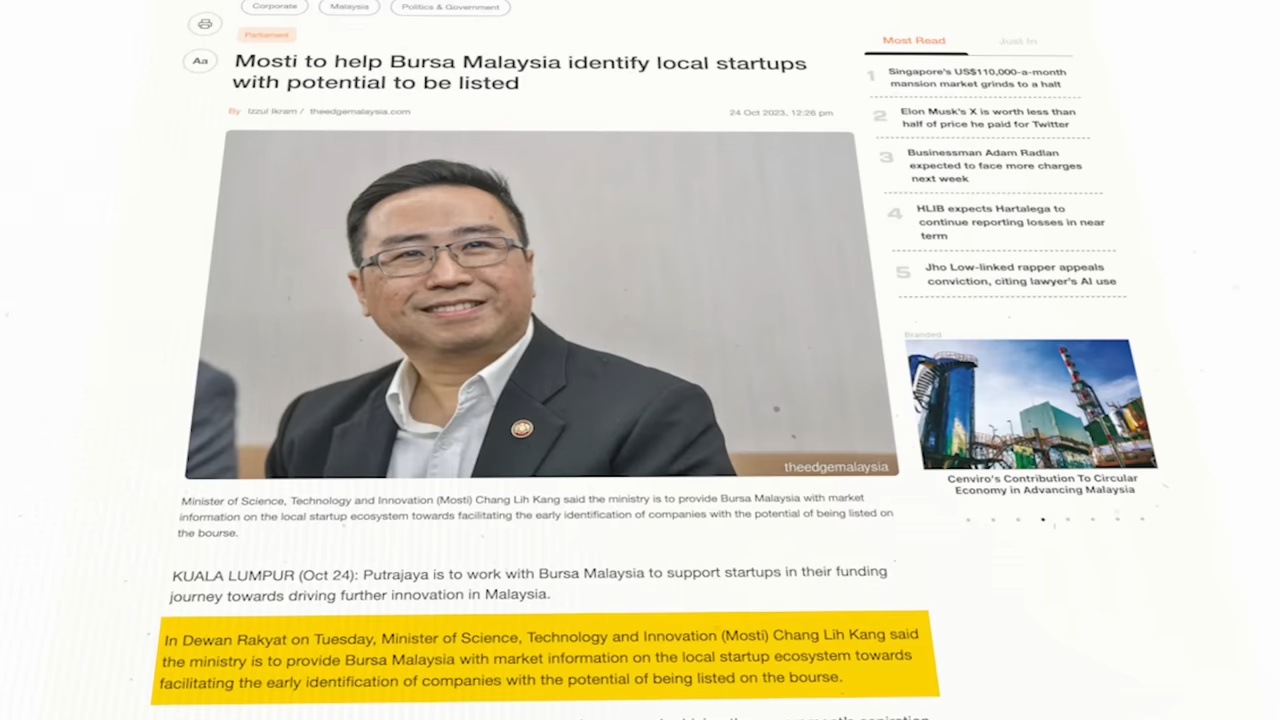 Corporate
Malaysia
Politics & Government
Parliament
Aa
Mosti to help Bursa Malaysia identify local startups
with potential to be listed
By Izzul Ikram / theedgemalaysia.com
24 Oct 2023, 12:26 pm
theedgemalaysia
Minister of Science, Technology and Innovation (Mosti) Chang Lih Kang said the ministry is to provide Bursa Malaysia with market
information on the local startup ecosystem towards facilitating the early identification of companies with the potential of being listed on
the bourse.
KUALA LUMPUR (Oct 24): Putrajaya is to work with Bursa Malaysia to support startups in their funding
journey towards driving further innovation in Malaysia.
In Dewan Rakyat on Tuesday, Minister of Science, Technology and Innovation (Mosti) Chang Lih Kang said
the ministry is to provide Bursa Malaysia with market information on the local startup ecosystem towards
facilitating the early identification of companies with the potential of being listed on the bourse.
Most Read
Just In
1
Singapore's US$110,000-a-month
mansion market grinds to a halt
2
Elon Musk's X is worth less than
half of price he paid for Twitter
3
Businessman Adam Radlan
expected to face more charges
next week
4
HLIB expects Hartalega to
continue reporting losses in near
term
5
Jho Low-linked rapper appeals
conviction, citing lawyer's AI use
Branded
Cenviro's Contribution To Circular
Economy in Advancing Malaysia